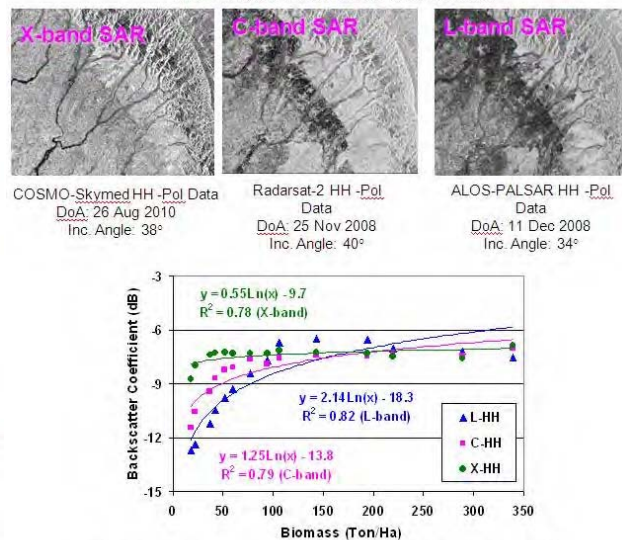 X-band SAR
C-band SAR
L-band SAR
COSMO-Skymed HH -Pol Data
DoA: 26 Aug 2010
Inc. Angle: 38°
Radarsat-2 HH -Pol
Data
DoA: 25 Nov 2008
Inc. Angle: 40°
ALOS-PALSAR HH -Pol
Data
DoA: 11 Dec 2008
Inc. Angle: 34°
Backscatter Coefficient (dB)
-3
-6
-9
-12
-15
y = 0.55Ln(x) - 9.7
R² = 0.78 (X-band)
y = 2.14Ln(x) - 18.3
R² = 0.82 (L-band)
y = 1.25Ln(x) - 13.8
R² = 0.79 (C-band)
L-HH
C-HH
X-HH
0 50 100 150 200 250 300 350
Biomass (Ton/Ha)